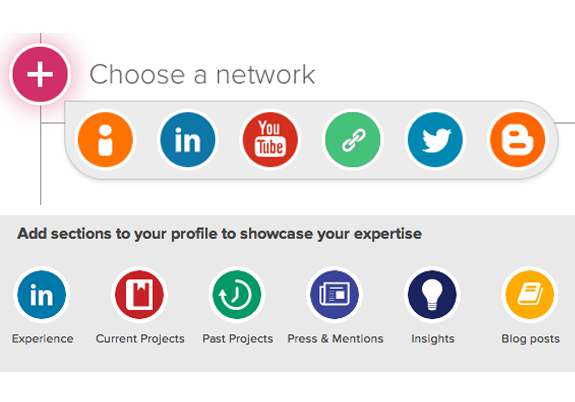 Choose a network
in
You
Tube
Add sections to your profile to showcase your expertise
in
Experience
Current Projects
Past Projects
Press & Mentions
Insights
Blog posts